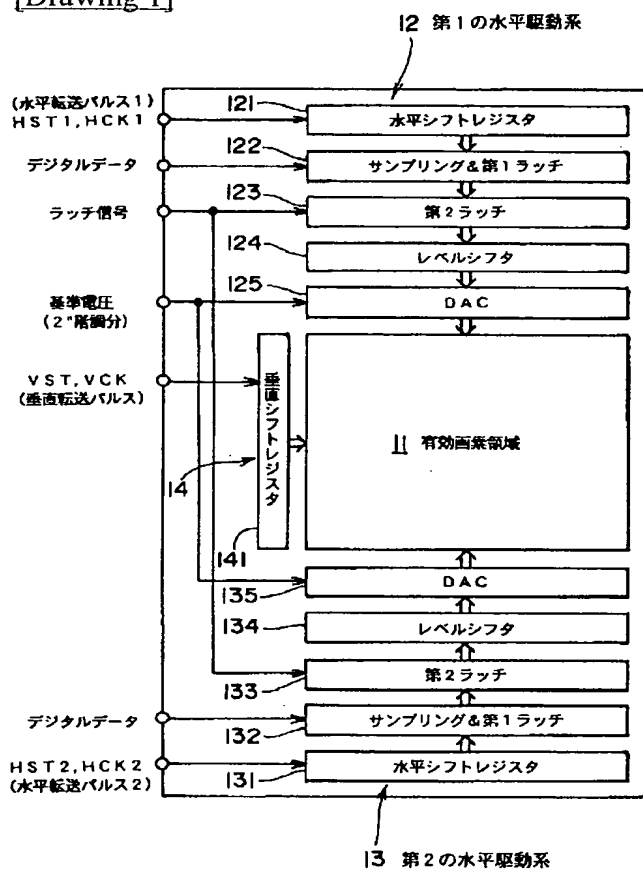 [Drawing 1]
12 第1の水平駆動系
(水平転送パルス1)
HST1,HCK1
121
水平シフトレジスタ
デジタルデータ
122
サンプリング&第1ラッチ
ラッチ信号
123
第2ラッチ
124
レベルシフタ
基準電圧
(2ⁿ階調分)
125
DAC
VST,VCK
(垂直転送パルス)
垂直シフトレジスタ
14
141
11 有効画素領域
DAC
135
レベルシフタ
134
第2ラッチ
133
デジタルデータ
サンプリング&第1ラッチ
132
HST2,HCK2
(水平転送パルス2)
水平シフトレジスタ
131
13 第2の水平駆動系